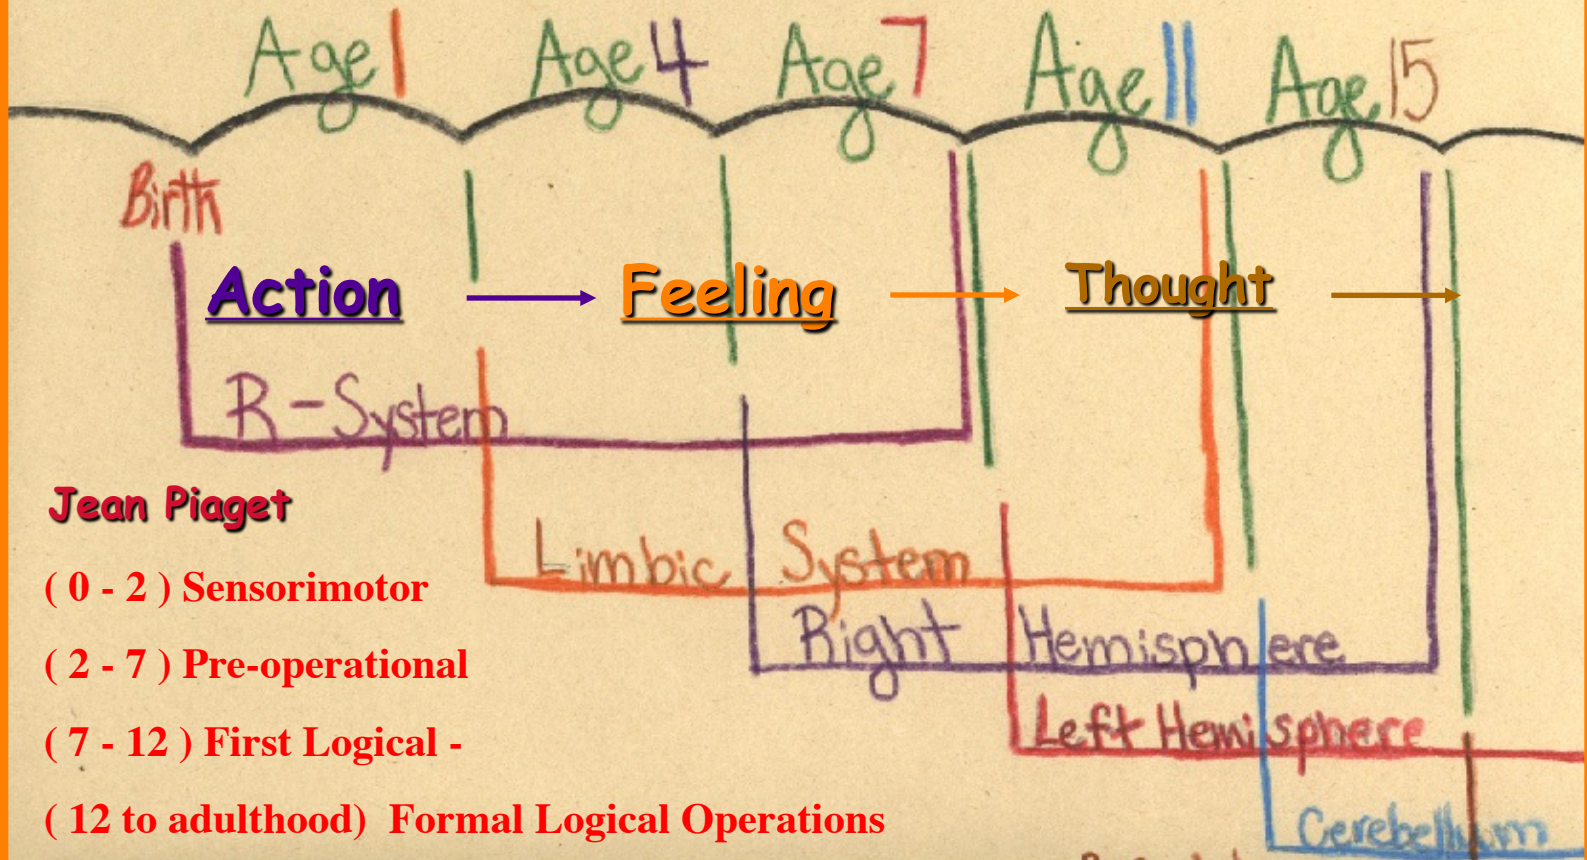 Age 1 Age 4 Age 7 Age 11 Age 15
Birth
Action Feeling Thought
R-System
Jean Piaget
Limbic System
( 0 - 2 ) Sensorimotor
Right Hemisphere
( 2 - 7 ) Pre-operational
Left Hemisphere
( 7 - 12 ) First Logical -
( 12 to adulthood) Formal Logical Operations
Cerebellum